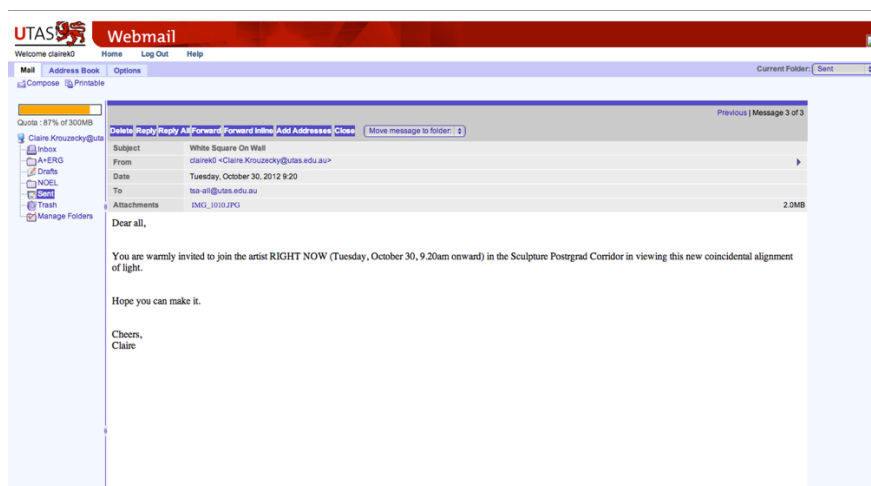 UTAS Webmail
Welcome clairek0 Home Log Out Help
Mail Address Book Options Current Folder: Sent
Compose Printable
Previous | Message 3 of 3
Quota : 87% of 300MB
Delete Reply Reply All Forward Forward Inline Add Addresses Close Move message to folder:
Claire.Krouzecky@uta
Inbox
A+ERG
Drafts
NOEL
Sent
Trash
Manage Folders
Subject White Square On Wall
From clairek0 <Claire.Krouzecky@utas.edu.au>
Date Tuesday, October 30, 2012 9:20
To tsa-all@utas.edu.au
Attachments IMG_1010.JPG 2.0MB
Dear all,
You are warmly invited to join the artist RIGHT NOW (Tuesday, October 30, 9.20am onward) in the Sculpture Postrgrad Corridor in viewing this new coincidental alignment
of light.
Hope you can make it.
Cheers,
Claire